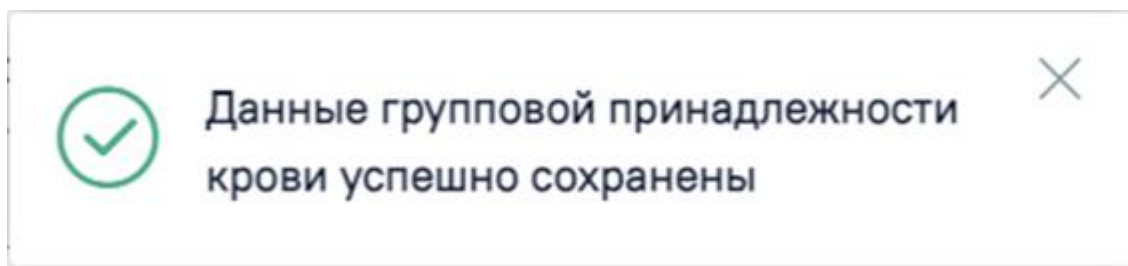 Данные групповой принадлежности
крови успешно сохранены